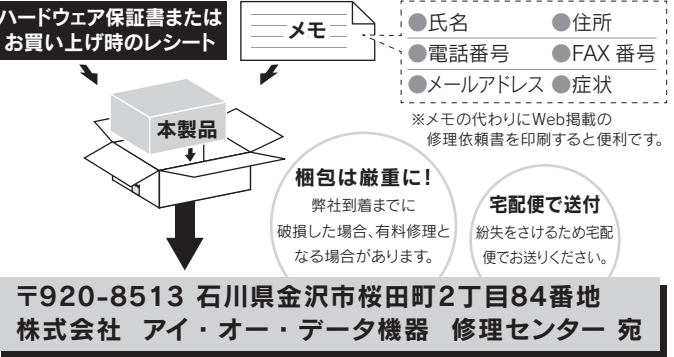 ハードウェア保証書または
お買い上げ時のレシート
メモ
●氏名 ●住所
●電話番号 ●FAX 番号
●メールアドレス ●症状
※メモの代わりにWeb掲載の
修理依頼書を印刷すると便利です。
本製品
梱包は厳重に!
弊社到着までに
破損した場合、有料修理と
なる場合があります。
宅配便で送付
紛失をさけるため宅配
便でお送りください。
〒920-8513 石川県金沢市桜田町2丁目84番地
株式会社 アイ・オー・データ機器 修理センター 宛